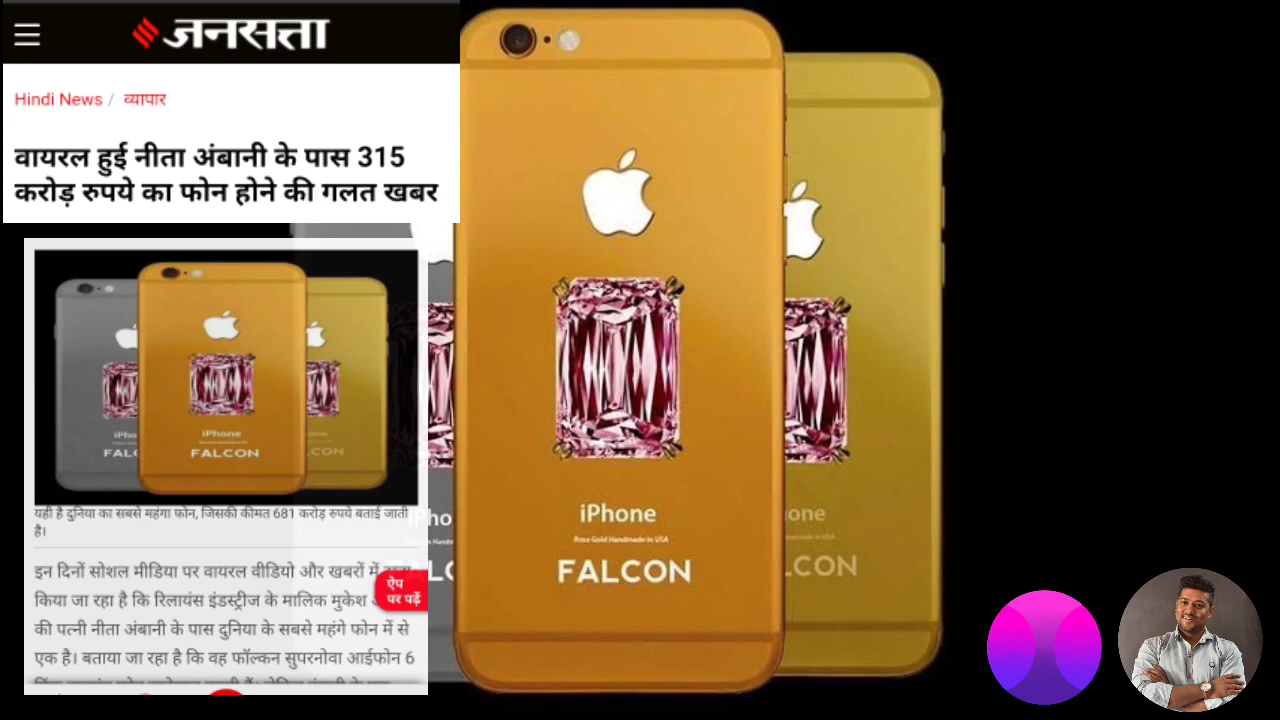 जनसत्ता
Hindi News / व्यापार
वायरल हुई नीता अंबानी के पास 315
करोड़ रुपये का फोन होने की गलत खबर
iPhone
FALCON
iPhone
Rose Gold Handmade in USA
FALCON
यही है दुनिया का सबसे महंगा फोन, जिसकी कीमत 681 करोड़ रुपये बताई जाती
है।
इन दिनों सोशल मीडिया पर वायरल वीडियो और खबरों में
किया जा रहा है कि रिलायंस इंडस्ट्रीज के मालिक मुकेश
की पत्नी नीता अंबानी के पास दुनिया के सबसे महंगे फोन में से
एक है। बताया जा रहा है कि वह फॉल्कन सुपरनोवा आईफोन 6
ऐप
पर पढ़ें